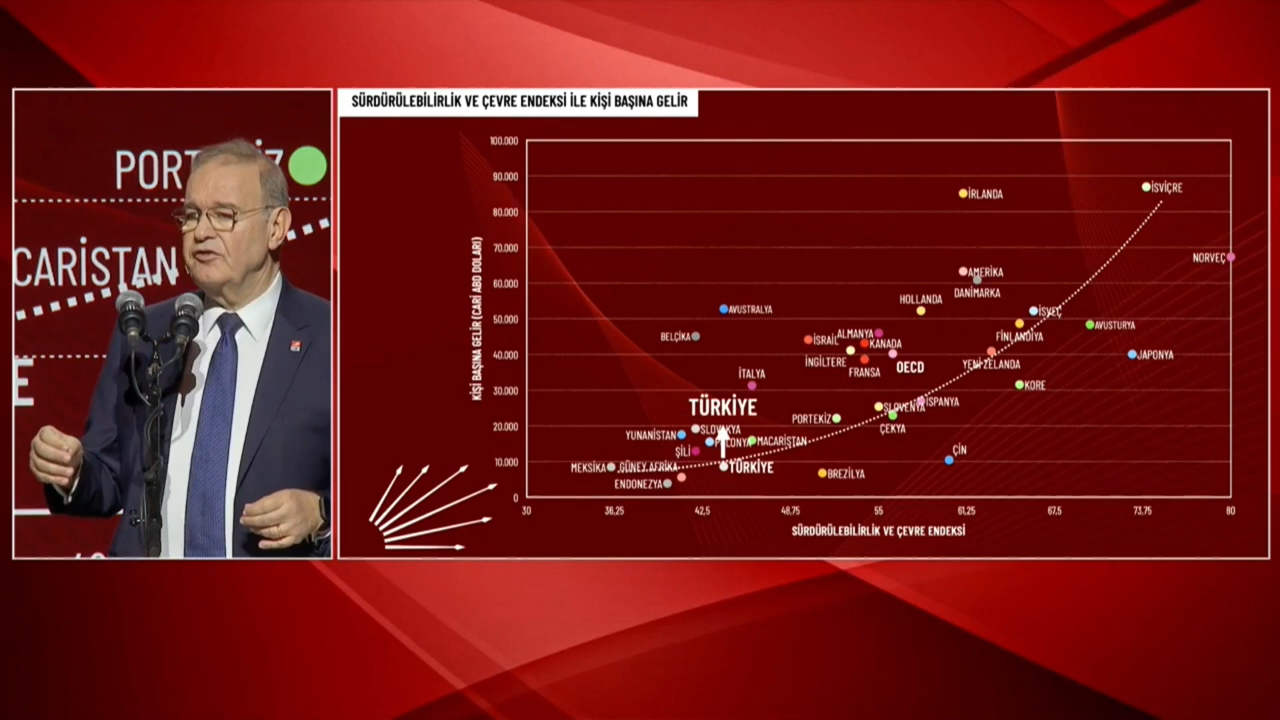 PORT
CARİSTAN
E
SÜRDÜRÜLEBİLİRLİK VE ÇEVRE ENDEKSİ İLE KİŞİ BAŞINA GELİR
KİŞİ BAŞINA GELİR (CARİ ABD DOLARI)
100.000
90.000
80.000
70.000
60.000
50.000
40.000
30.000
20.000
10.000
0
İSVİÇRE
İRLANDA
NORVEÇ
AMERİKA
DANİMARKA
HOLLANDA
AVUSTRALYA
İSVEÇ
BELÇİKA
İSRAİL
ALMANYA
KANADA
FİNLANDİYA
AVUSTURYA
İNGİLTERE
FRANSA
OECD
YENİ ZELANDA
JAPONYA
İTALYA
KORE
TÜRKİYE
PORTEKİZ
SLOVENYA
İSPANYA
ÇEKYA
YUNANİSTAN
SLOVAKYA
POLONYA
MACARİSTAN
ŞİLİ
ÇİN
MEKSİKA
GÜNEY AFRİKA
TÜRKİYE
BREZİLYA
ENDONEZYA
30
36,25
42,5
48,75
55
61,25
67,5
73,75
80
SÜRDÜRÜLEBİLİRLİK VE ÇEVRE ENDEKSİ